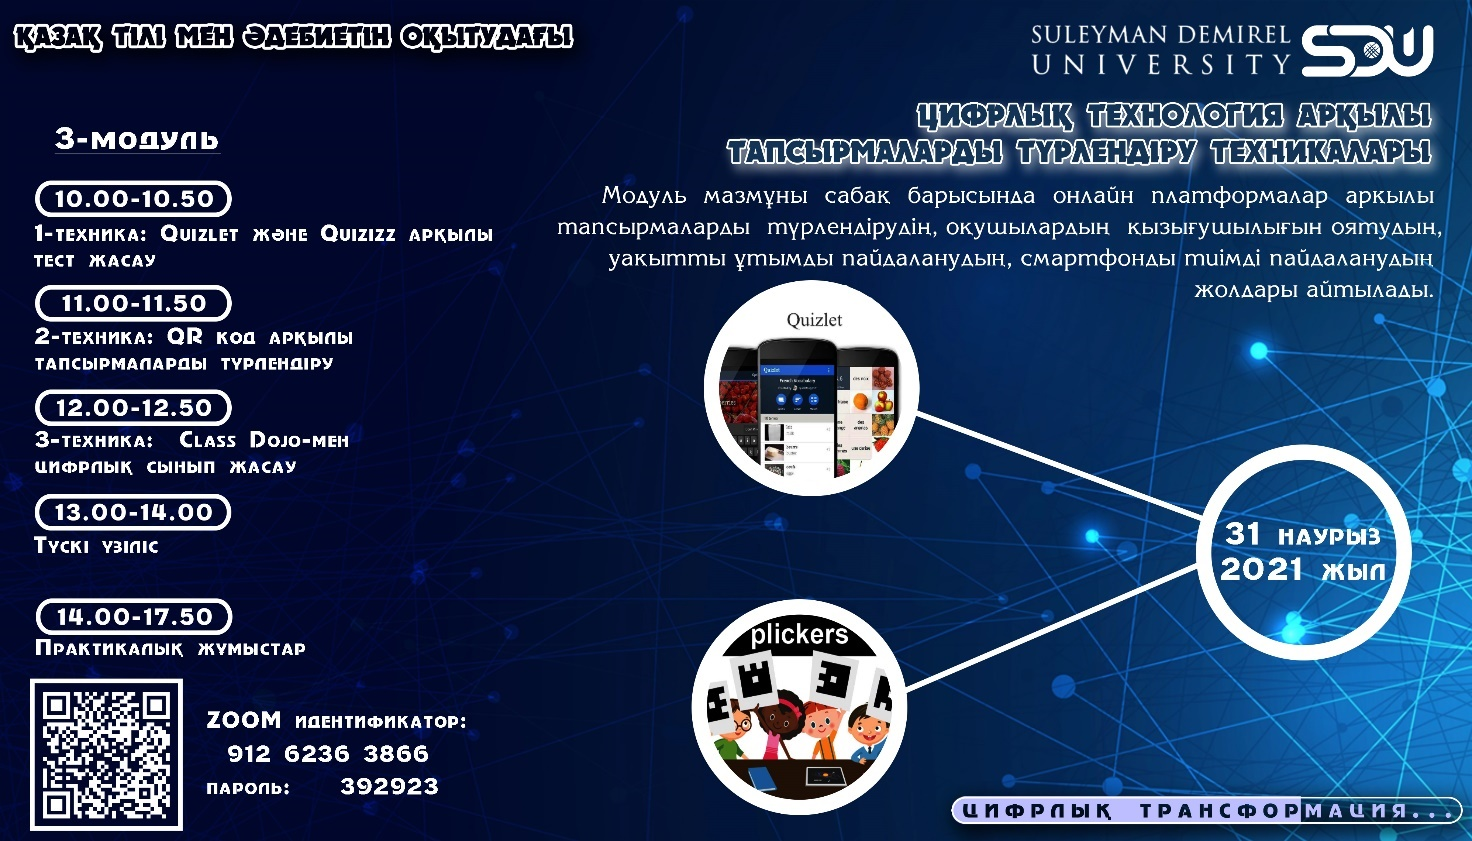 ҚАЗАҚ ТІЛІ МЕН ӘДЕБИЕТІН ОҚЫТУДАҒЫ
SULEYMAN DEMIREL
UNIVERSITY
SDU
ЦИФРЛЫҚ ТЕХНОЛОГИЯ АРҚЫЛЫ
ТАПСЫРМАЛАРДЫ ТҮРЛЕНДІРУ ТЕХНИКАЛАРЫ
Модуль мазмұны сабақ барысында онлайн платформалар арқылы
тапсырмаларды түрлендірудің, оқушылардың қызығушылығын оятудың,
уақытты ұтымды пайдаланудың, смартфонды тиімді пайдаланудың
жолдары айтылады.
3-модуль
10.00-10.50
1-техника: Quizlet және Quizizz арқылы
тест жасау
11.00-11.50
2-техника: QR код арқылы
тапсырмаларды түрлендіру
12.00-12.50
3-техника: Class Dojo-мен
цифрлық сынып жасау
13.00-14.00
Түскі үзіліс
14.00-17.50
Практикалық жұмыстар
ZOOM идентификатор:
912 6236 3866
пароль: 392923
Quizlet
Quizlet
French Vocabulary
plickers
31 наурыз
2021 жыл
ЦИФРЛЫҚ ТРАНСФОРМАЦИЯ...